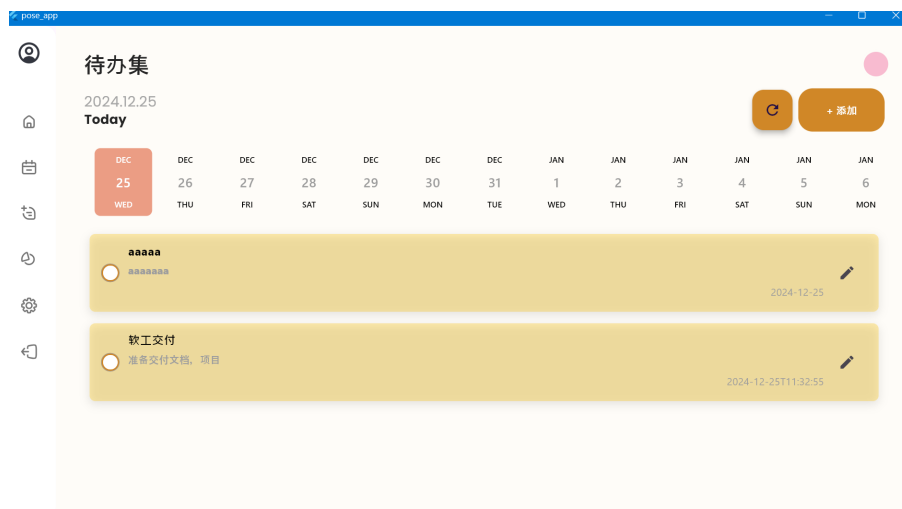 pose_app
待办集
2024.12.25
Today
+ 添加
DEC DEC DEC DEC DEC DEC DEC JAN JAN JAN JAN JAN JAN
25 26 27 28 29 30 31 1 2 3 4 5 6
WED THU FRI SAT SUN MON TUE WED THU FRI SAT SUN MON
aaaaa
aaaaaaa
2024-12-25
软工交付
准备交付文档，项目
2024-12-25T11:32:55